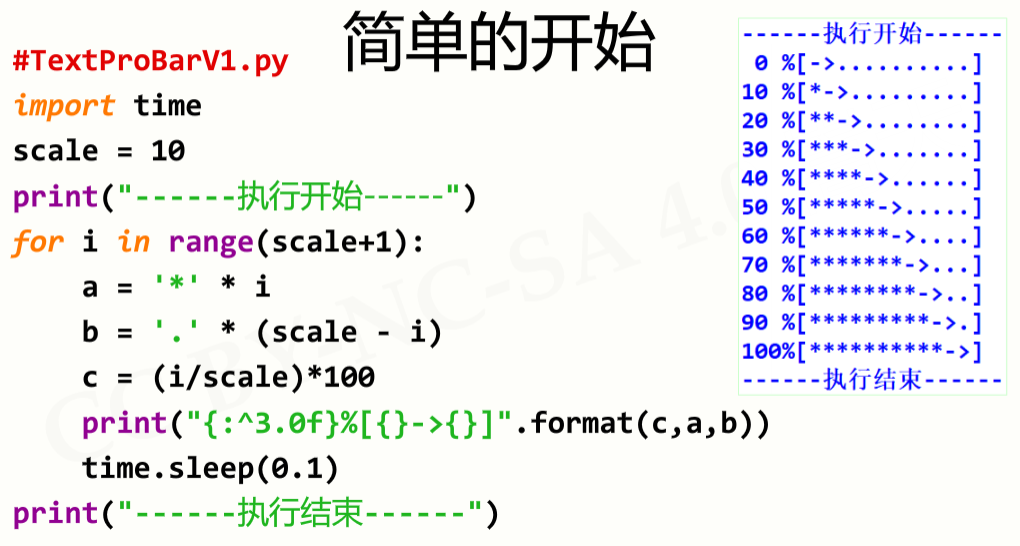 简单的开始
#TextProBarV1.py
import time
scale = 10
print("------执行开始------")
for i in range(scale+1):
    a = '*' * i
    b = '.' * (scale - i)
    c = (i/scale)*100
    print("{:^3.0f}%[{}->{}]".format(c,a,b))
    time.sleep(0.1)
print("------执行结束------")
------执行开始------
 0 %[->..........]
10 %[*->.........]
20 %[**->........]
30 %[***->.......]
40 %[****->......]
50 %[*****->.....]
60 %[******->....]
70 %[*******->...]
80 %[********->..]
90 %[*********->.]
100%[**********->]
------执行结束------
CC BY-NC-SA 4.0